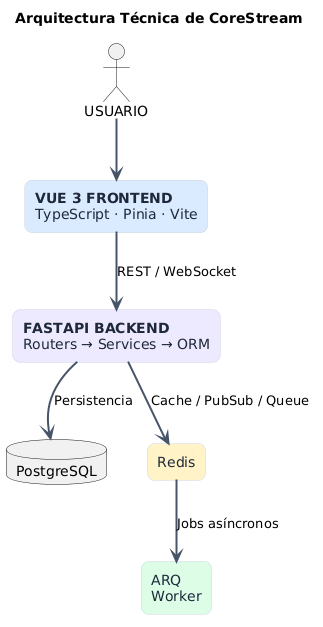 Arquitectura Técnica de CoreStream
USUARIO
VUE 3 FRONTEND
TypeScript · Pinia · Vite
REST / WebSocket
FASTAPI BACKEND
Routers → Services → ORM
Persistencia
Cache / PubSub / Queue
PostgreSQL
Redis
Jobs asíncronos
ARQ
Worker